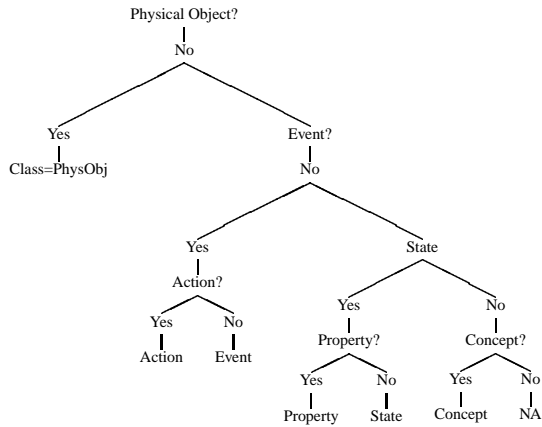 Physical Object?
No
Yes
Event?
Class=PhysObj
No
Yes
State
Action?
Yes
No
Yes
No
Property?
Concept?
Action
Event
Yes
No
Yes
No
Property
State
Concept
NA